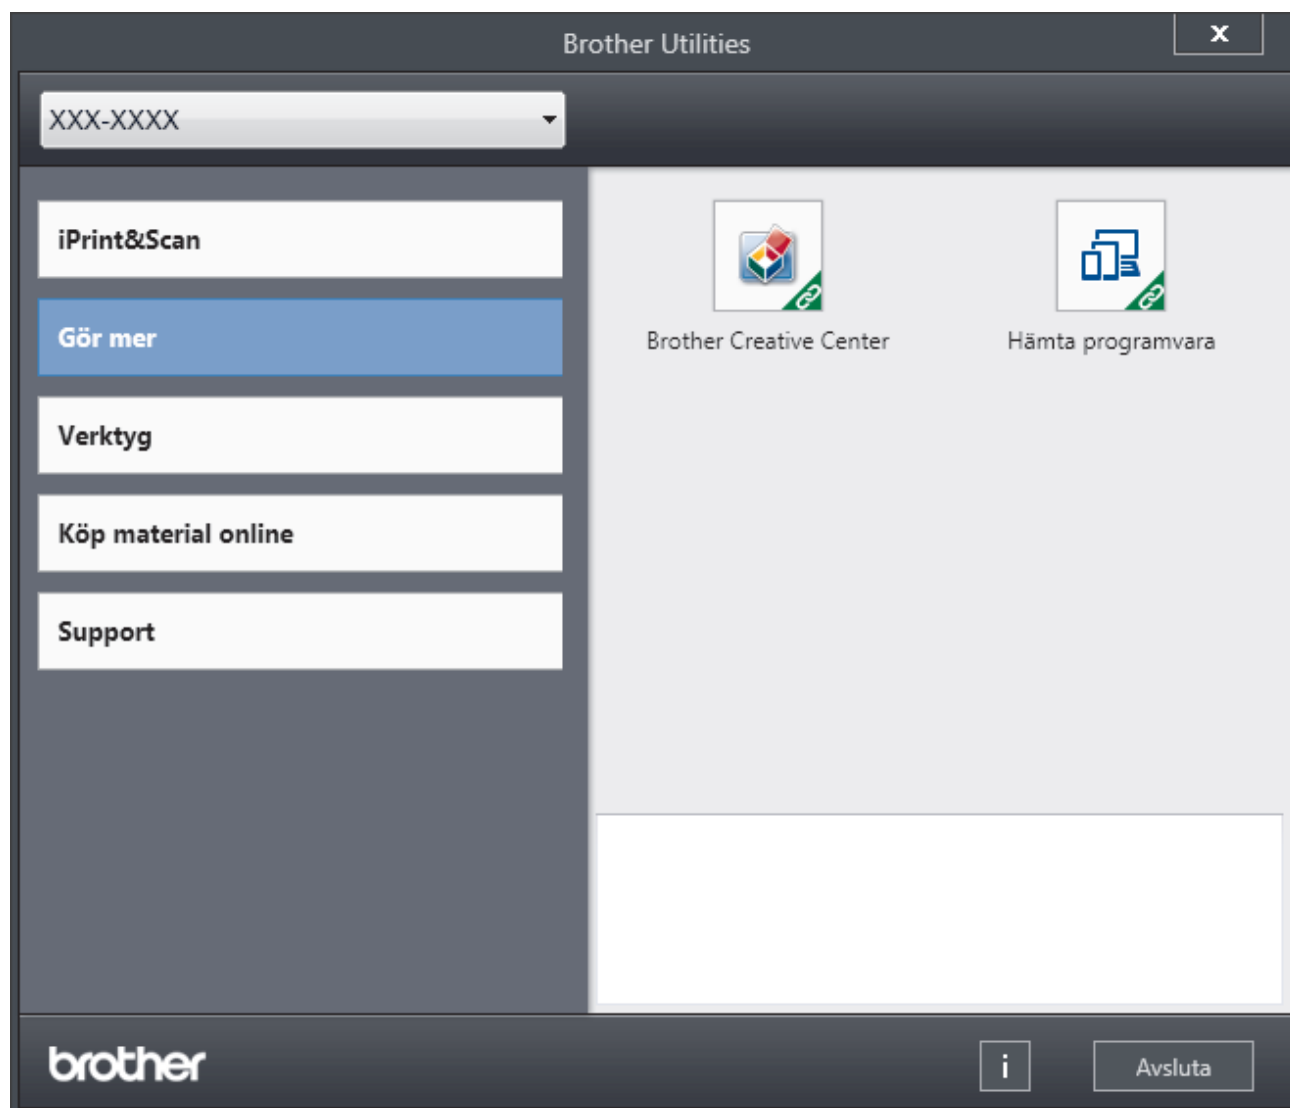 Brother Utilities
x
XXX-XXXX
iPrint&Scan
Gör mer
Verktyg
Köp material online
Support
Brother Creative Center
Hämta programvara
brother
i
Avsluta